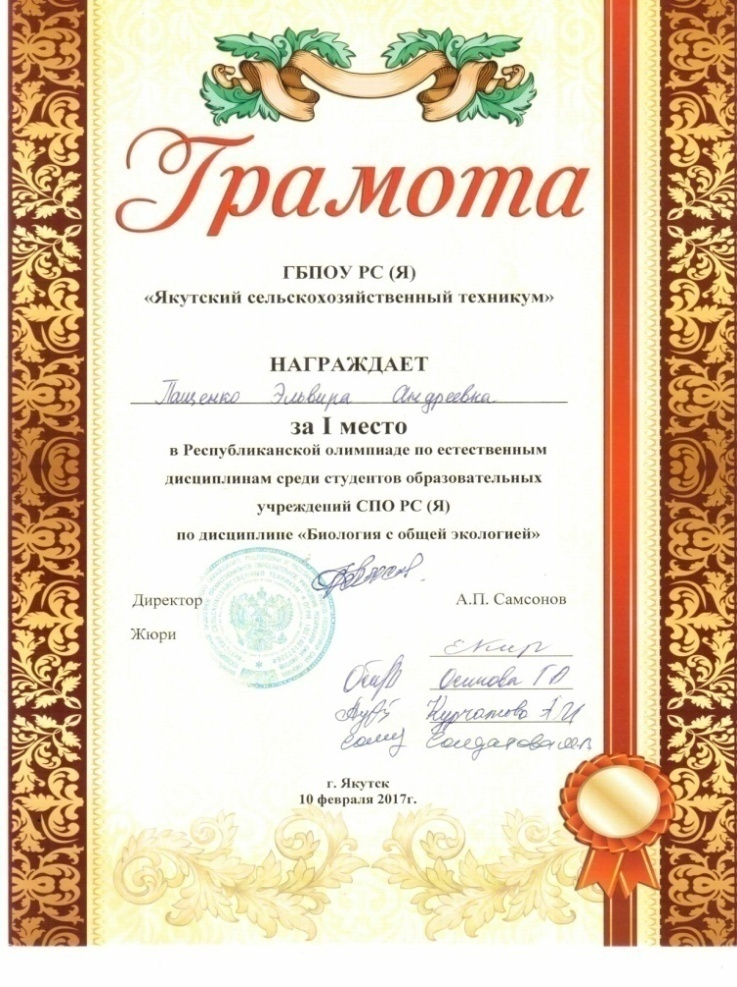 Грамота
ГБПОУ РС (Я)
«Якутский сельскохозяйственный техникум»
НАГРАЖДАЕТ
Пащенко Эльвира Андреевна
за I место
в Республиканской олимпиаде по естественным
дисциплинам среди студентов образовательных
учреждений СПО РС (Я)
по дисциплине «Биология с общей экологией»
Директор А.П. Самсонов
Жюри
Осипова
Курчатова
Солдатова
г. Якутск
10 февраля 2017г.